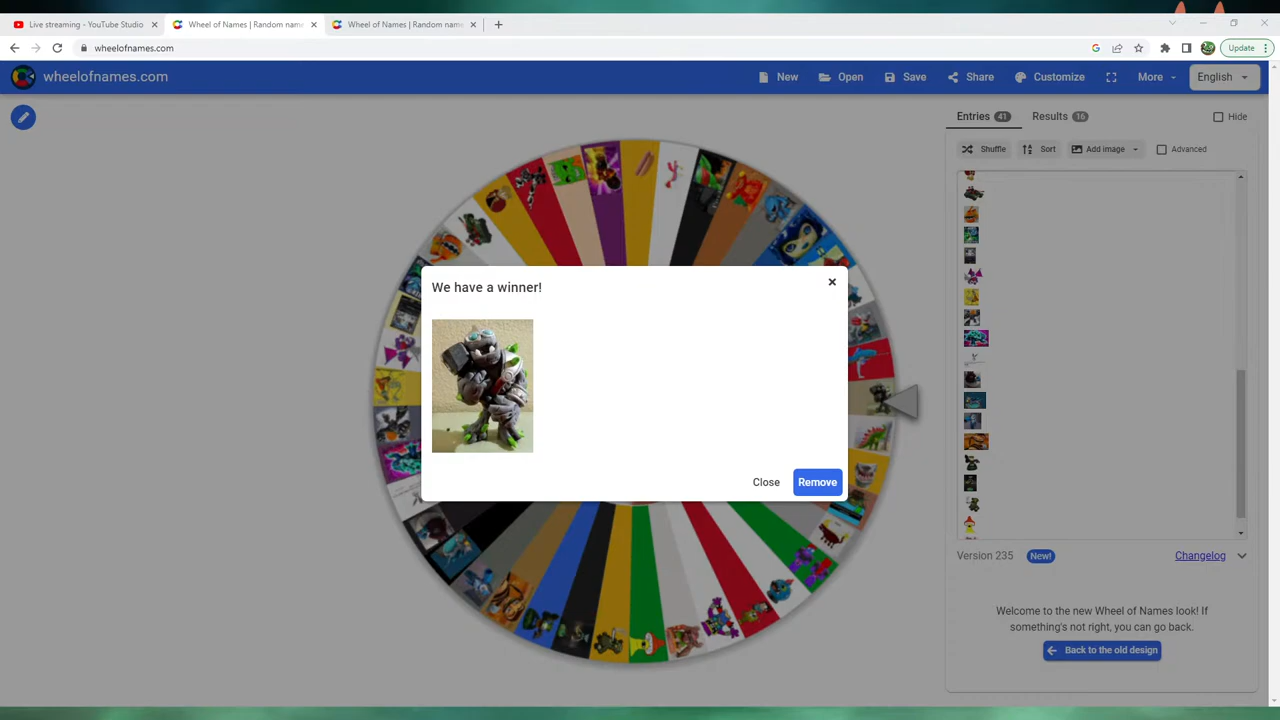 Live streaming - YouTube Studio
Wheel of Names | Random name
Wheel of Names | Random name
wheelofnames.com
Update
wheelofnames.com
New
Open
Save
Share
Customize
More
English
Entries 41
Results 16
Hide
Shuffle
Sort
Add image
Advanced
We have a winner!
Close
Remove
Version 235
New!
Changelog
Welcome to the new Wheel of Names look! If
something's not right, you can go back.
Back to the old design